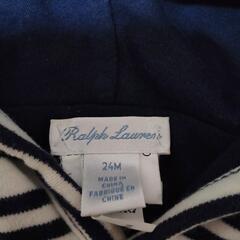 Ralph Lauren
24M
MADE IN
CHINA
FABRIQUÉ EN
CHINE